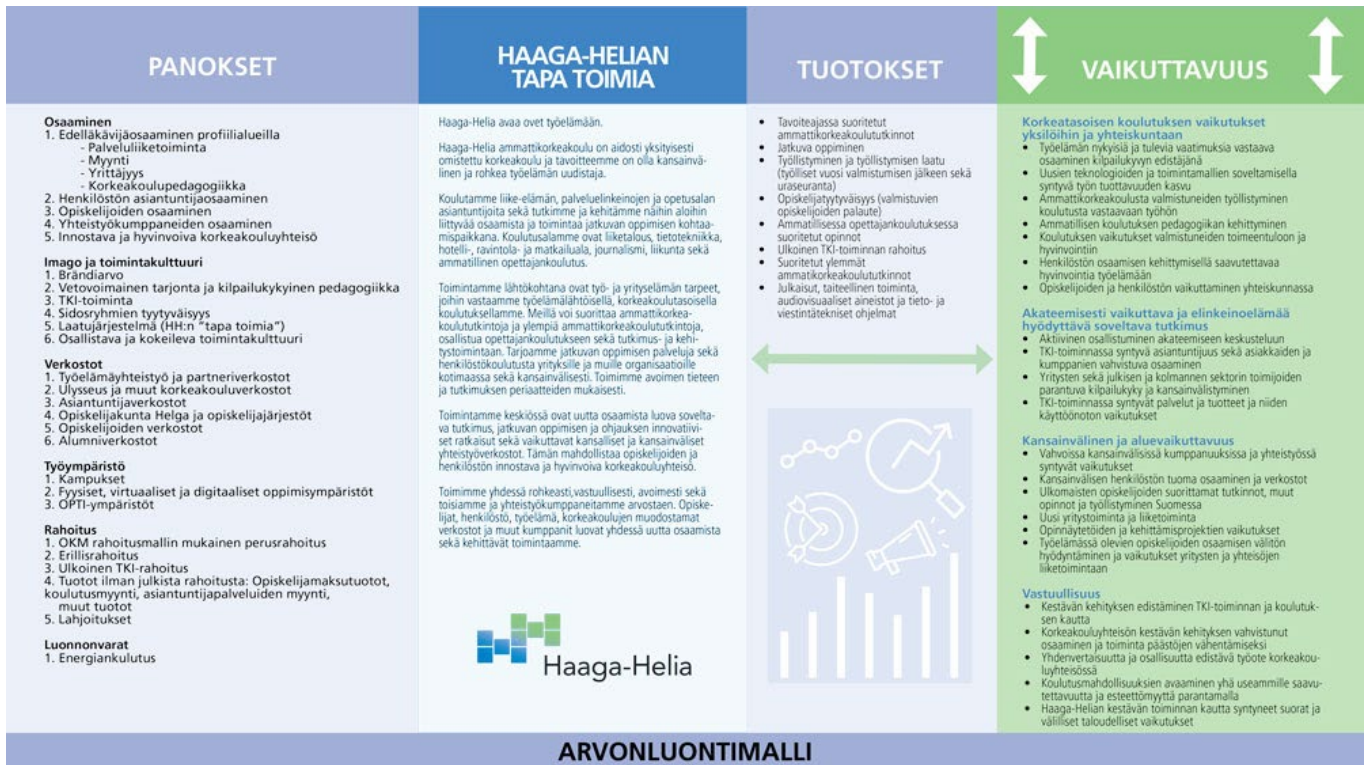 PANOKSET
Osaaminen
1. Edelläkävijäosaaminen profiilialueilla
- Palveluliiketoiminta
- Myynti
- Yrittäjyys
- Korkeakoulupedagogiikka
2. Henkilöstön asiantuntijaosaaminen
3. Opiskelijoiden osaaminen
4. Yhteistyökumppaneiden osaaminen
5. Innostava ja hyvinvoiva korkeakouluyhteisö
Imago ja toimintakulttuuri
1. Brändiarvo
2. Vetovoimainen tarjonta ja kilpailukykyinen pedagogiikka
3. TKI-toiminta
4. Sidosryhmien tyytyväisyys
5. Laatujärjestelmä (HH:n "tapa toimia")
6. Osallistava ja kokeileva toimintakulttuuri
Verkostot
1. Työelämäyhteistyö ja partneriverkostot
2. Ulysseus ja muut korkeakouluverkostot
3. Asiantuntijaverkostot
4. Opiskelijakunta Helga ja opiskelijajärjestöt
5. Opiskelijoiden verkostot
6. Alumniverkostot
Työympäristö
1. Kampukset
2. Fyysiset, virtuaaliset ja digitaaliset oppimisympäristöt
3. OPTI-ympäristöt
Rahoitus
1. OKM rahoitusmallin mukainen perusrahoitus
2. Erillisrahoitus
3. Ulkoinen TKI-rahoitus
4. Tuotot ilman julkista rahoitusta: Opiskelijamaksutuotot,
koulutusmyynti, asiantuntijapalveluiden myynti,
muut tuotot
5. Lahjoitukset
Luonnonvarat
1. Energiankulutus
HAAGA-HELIAN
TAPA TOIMIA
Haaga-Helia avaa ovet työelämään.
Haaga-Helia ammattikorkeakoulu on aidosti yksityisesti
omistettu korkeakoulu ja tavoitteemme on olla kansainvä-
linen ja rohkea työelämän uudistaja.
Koulutamme liike-elämän, palveluelinkeinojen ja opetusalan
asiantuntijoita sekä tutkimme ja kehitämme näihin aloihin
liittyvää osaamista ja toimintaa jatkuvan oppimisen kohtaa-
mispaikkana. Koulutusalamme ovat liiketalous, tietotekniikka,
hotelli-, ravintola- ja matkailuala, journalismi, liikunta sekä
ammatillinen opettajankoulutus.
Toimintamme lähtökohtana ovat työ- ja yrityselämän tarpeet,
joihin vastaamme työelämälähtöisellä, korkeakoulutasoisella
koulutuksellamme. Meillä voi suorittaa ammattikorkea-
koulututkintoja ja ylempiä ammattikorkeakoulututkintoja,
osallistua opettajankoulutukseen sekä tutkimus- ja kehi-
tystoimintaan. Tarjoamme jatkuvan oppimisen palveluja sekä
henkilöstökoulutusta yrityksille ja muille organisaatioille
kotimaassa sekä kansainvälisesti. Toimimme avoimen tieteen
ja tutkimuksen periaatteiden mukaisesti.
Toimintamme keskiössä ovat uutta osaamista luova sovelta-
va tutkimus, jatkuvan oppimisen ja ohjauksen innovatiivi-
set ratkaisut sekä vaikuttavat kansalliset ja kansainväliset
yhteistyöverkostot. Tämän mahdollistaa opiskelijoiden ja
henkilöstön innostava ja hyvinvoiva korkeakouluyhteisö.
Toimimme yhdessä rohkeasti,vastuullisesti, avoimesti sekä
toisiamme ja yhteistyökumppaneitamme arvostaen. Opiske-
lijat, henkilöstö, työelämä, korkeakoulujen muodostamat
verkostot ja muut kumppanit luovat yhdessä uutta osaamista
sekä kehittävät toimintaamme.
Haaga-Helia
TUOTOKSET
• Tavoiteajassa suoritetut
ammattikorkeakoulututkinnot
• Jatkuva oppiminen
• Työllistyminen ja työllistymisen laatu
(työlliset vuosi valmistumisen jälkeen sekä
uraseuranta)
• Opiskelijatyytyväisyys (valmistuvien
opiskelijoiden palaute)
• Ammatillisessa opettajankoulutuksessa
suoritetut opinnot
• Ulkoinen TKI-toiminnan rahoitus
• Suoritetut ylemmät
ammatikorkeakoulututkinnot
• Julkaisut, taiteellinen toiminta,
audiovisuaaliset aineistot ja tieto- ja
viestintätekniset ohjelmat
VAIKUTTAVUUS
Korkeatasoisen koulutuksen vaikutukset
yksilöihin ja yhteiskuntaan
• Työelämän nykyisiä ja tulevia vaatimuksia vastaava
osaaminen kilpailukyvyn edistäjänä
• Uusien teknologioiden ja toimintamallien soveltamisella
syntyvä työn tuottavuuden kasvu
• Ammattikorkeakoulusta valmistuneiden työllistyminen
koulutusta vastaavaan työhön
• Ammatillisen koulutuksen pedagogiikan kehittyminen
• Koulutuksen vaikutukset valmistuneiden toimeentuloon ja
hyvinvointiin
• Henkilöstön osaamisen kehittymisellä saavutettavaa
hyvinvointia työelämään
• Opiskelijoiden ja henkilöstön vaikuttaminen yhteiskunnassa
Akateemisesti vaikuttava ja elinkeinoelämää
hyödyttävä soveltava tutkimus
• Aktiivinen osallistuminen akateemiseen keskusteluun
• TKI-toiminnassa syntyvä asiantuntijuus sekä asiakkaiden ja
kumppanien vahvistuva osaaminen
• Yritysten sekä julkisen ja kolmannen sektorin toimijoiden
parantuva kilpailukyky ja kansainvälistyminen
• TKI-toiminnassa syntyvät palvelut ja tuotteet ja niiden
käyttöönoton vaikutukset
Kansainvälinen ja aluevaikuttavuus
• Vahvoissa kansainvälisissä kumppanuuksissa ja yhteistyössä
syntyvät vaikutukset
• Kansainvälisen henkilöstön tuoma osaaminen ja verkostot
• Ulkomaisten opiskelijoiden suorittamat tutkinnot, muut
opinnot ja työllistyminen Suomessa
• Uusi yritystoiminta ja liiketoiminta
• Opinnäytetöiden ja kehittämisprojektien vaikutukset
• Työelämässä olevien opiskelijoiden osaamisen välitön
hyödyntäminen ja vaikutukset yritysten ja yhteisöjen
liiketoimintaan
Vastuullisuus
• Kestävän kehityksen edistäminen TKI-toiminnan ja koulutuk-
sen kautta
• Korkeakouluyhteisön kestävän kehityksen vahvistunut
osaaminen ja toiminta päästöjen vähentämiseksi
• Yhdenvertaisuutta ja osallisuutta edistävä työote korkeakou-
luyhteisössä
• Koulutusmahdollisuuksien avaaminen yhä useammille saavu-
tettavuutta ja esteettömyyttä parantamalla
• Haaga-Helian kestävän toiminnan kautta syntyneet suorat ja
välilliset taloudelliset vaikutukset
ARVONLUONTIMALLI